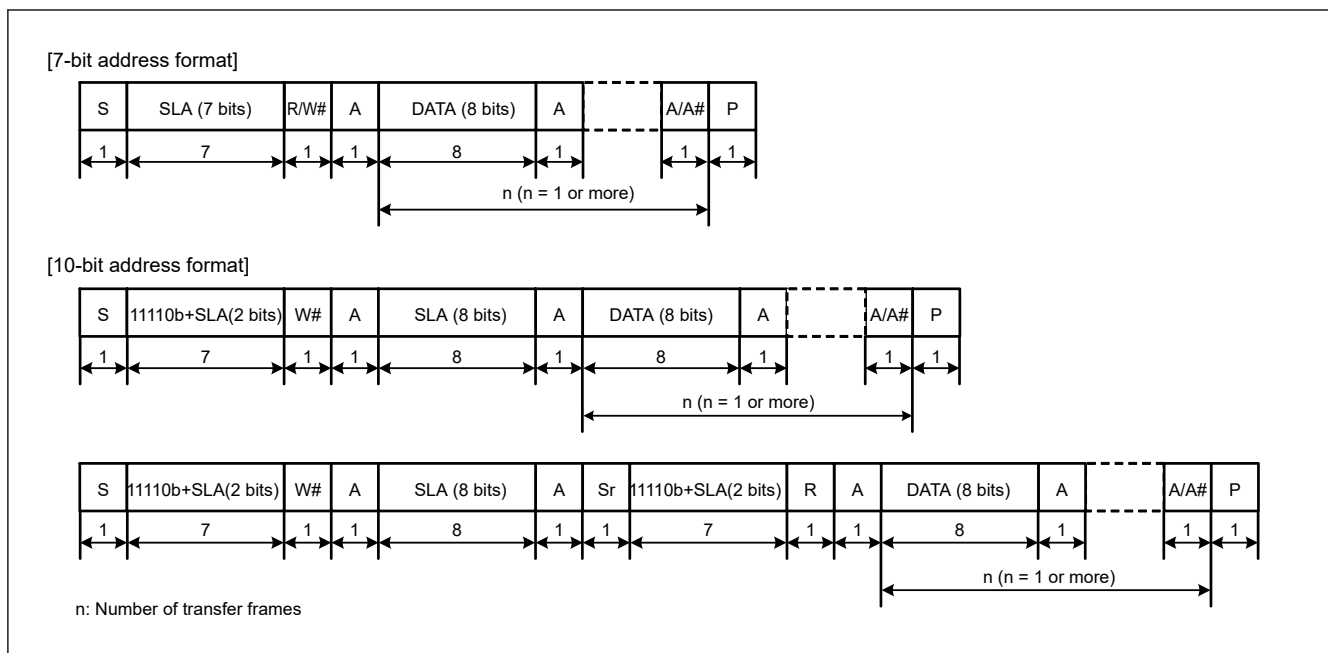 [7-bit address format]
S SLA (7 bits) R/W# A DATA (8 bits) A A/A# P
1 7 1 1 8 1 1 1
n (n = 1 or more)
[10-bit address format]
S 11110b+SLA(2 bits) W# A SLA (8 bits) A DATA (8 bits) A A/A# P
1 7 1 1 8 1 8 1 1 1
n (n = 1 or more)
S 11110b+SLA(2 bits) W# A SLA (8 bits) A Sr 11110b+SLA(2 bits) R A DATA (8 bits) A A/A# P
1 7 1 1 8 1 1 7 1 1 8 1 1 1
n (n = 1 or more)
n: Number of transfer frames